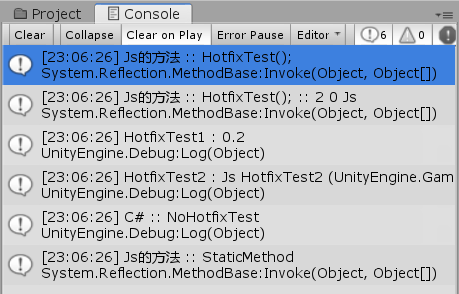 Project Console
Clear Collapse Clear on Play Error Pause Editor 6 0
[23:06:26] Js的方法 :: HotfixTest();
System.Reflection.MethodBase:Invoke(Object, Object[])
[23:06:26] Js的方法 :: HotfixTest(); :: 2 0 Js
System.Reflection.MethodBase:Invoke(Object, Object[])
[23:06:26] HotfixTest1 : 0.2
UnityEngine.Debug:Log(Object)
[23:06:26] HotfixTest2 : Js HotfixTest2 (UnityEngine.Gam
UnityEngine.Debug:Log(Object)
[23:06:26] C# :: NoHotfixTest
UnityEngine.Debug:Log(Object)
[23:06:26] Js的方法 :: StaticMethod
System.Reflection.MethodBase:Invoke(Object, Object[])